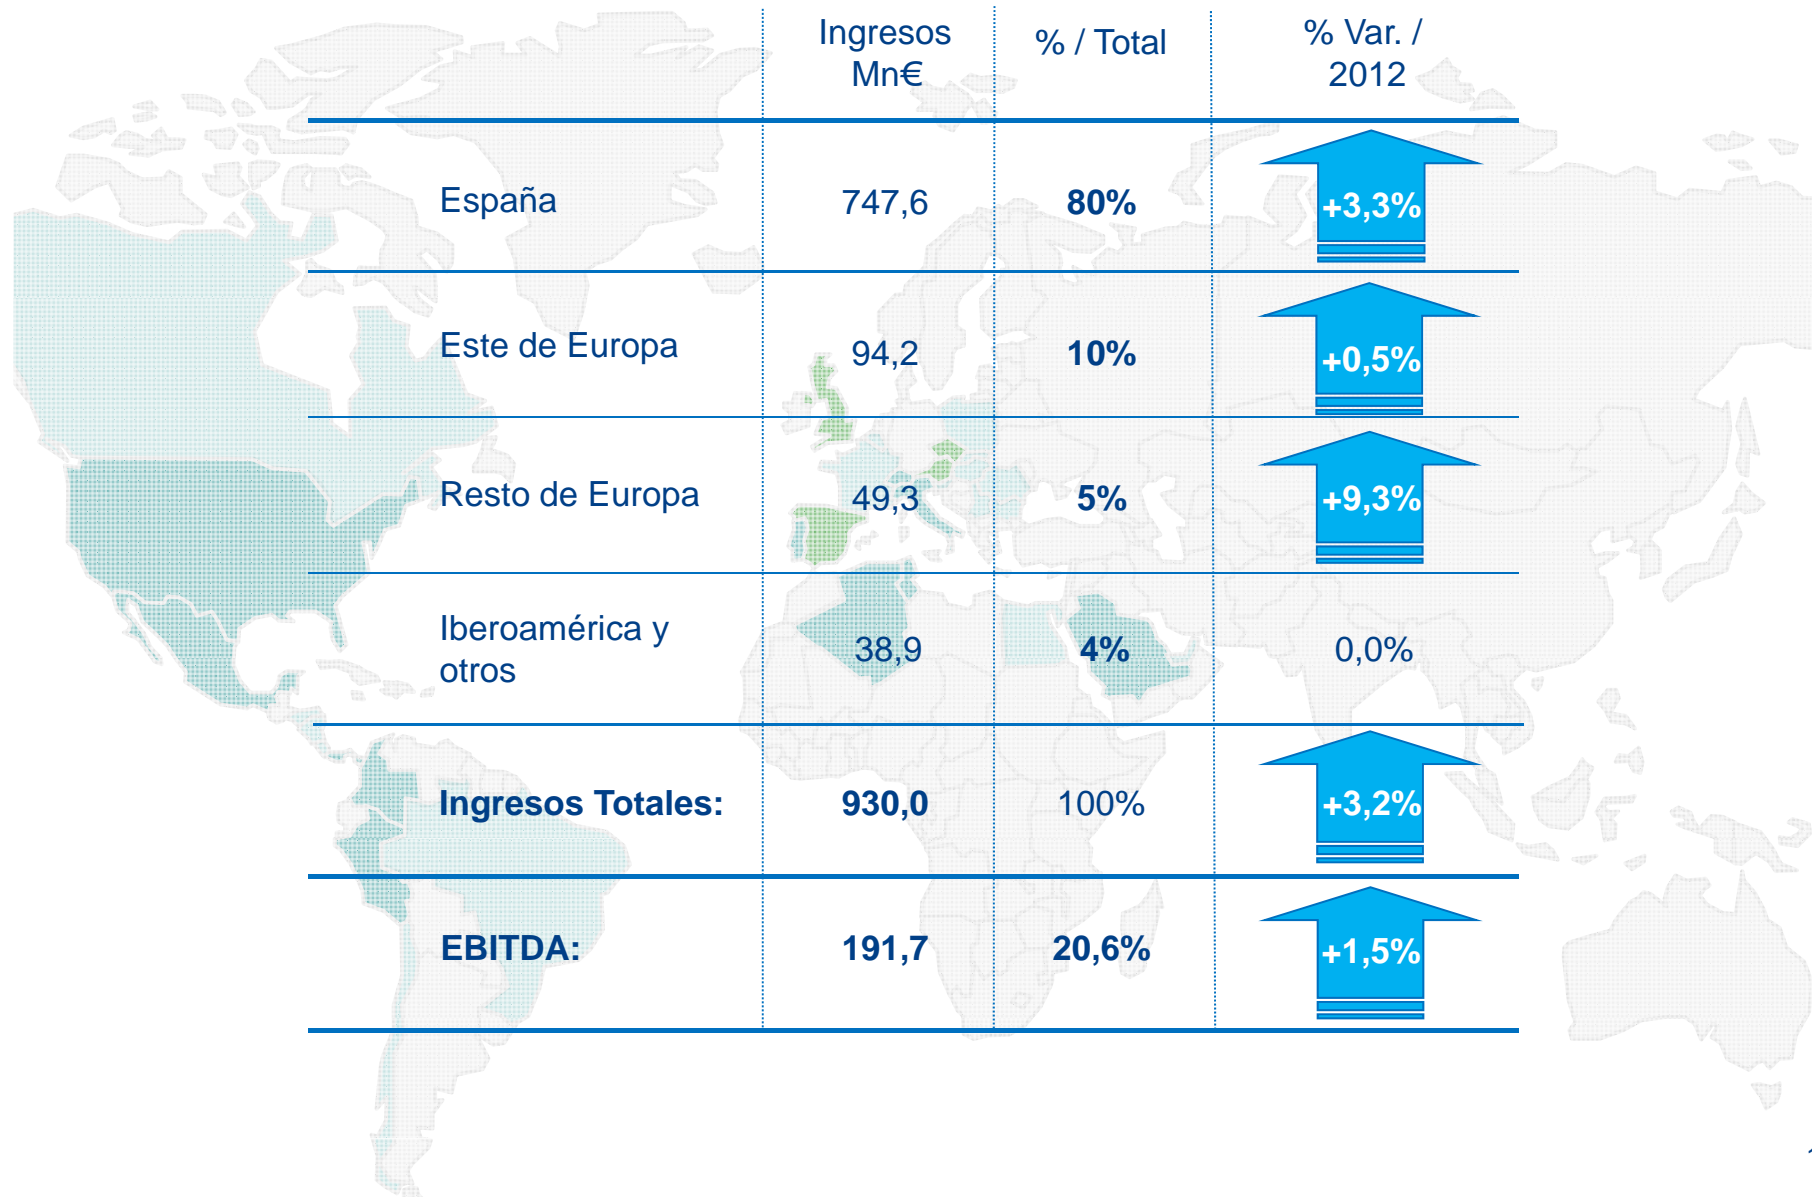 Ingresos
Mn€
% / Total
% Var. /
2012
España
747,6
80%
+3,3%
Este de Europa
94,2
10%
+0,5%
Resto de Europa
49,3
5%
+9,3%
Iberoamérica y
otros
38,9
4%
0,0%
Ingresos Totales:
930,0
100%
+3,2%
EBITDA:
191,7
20,6%
+1,5%